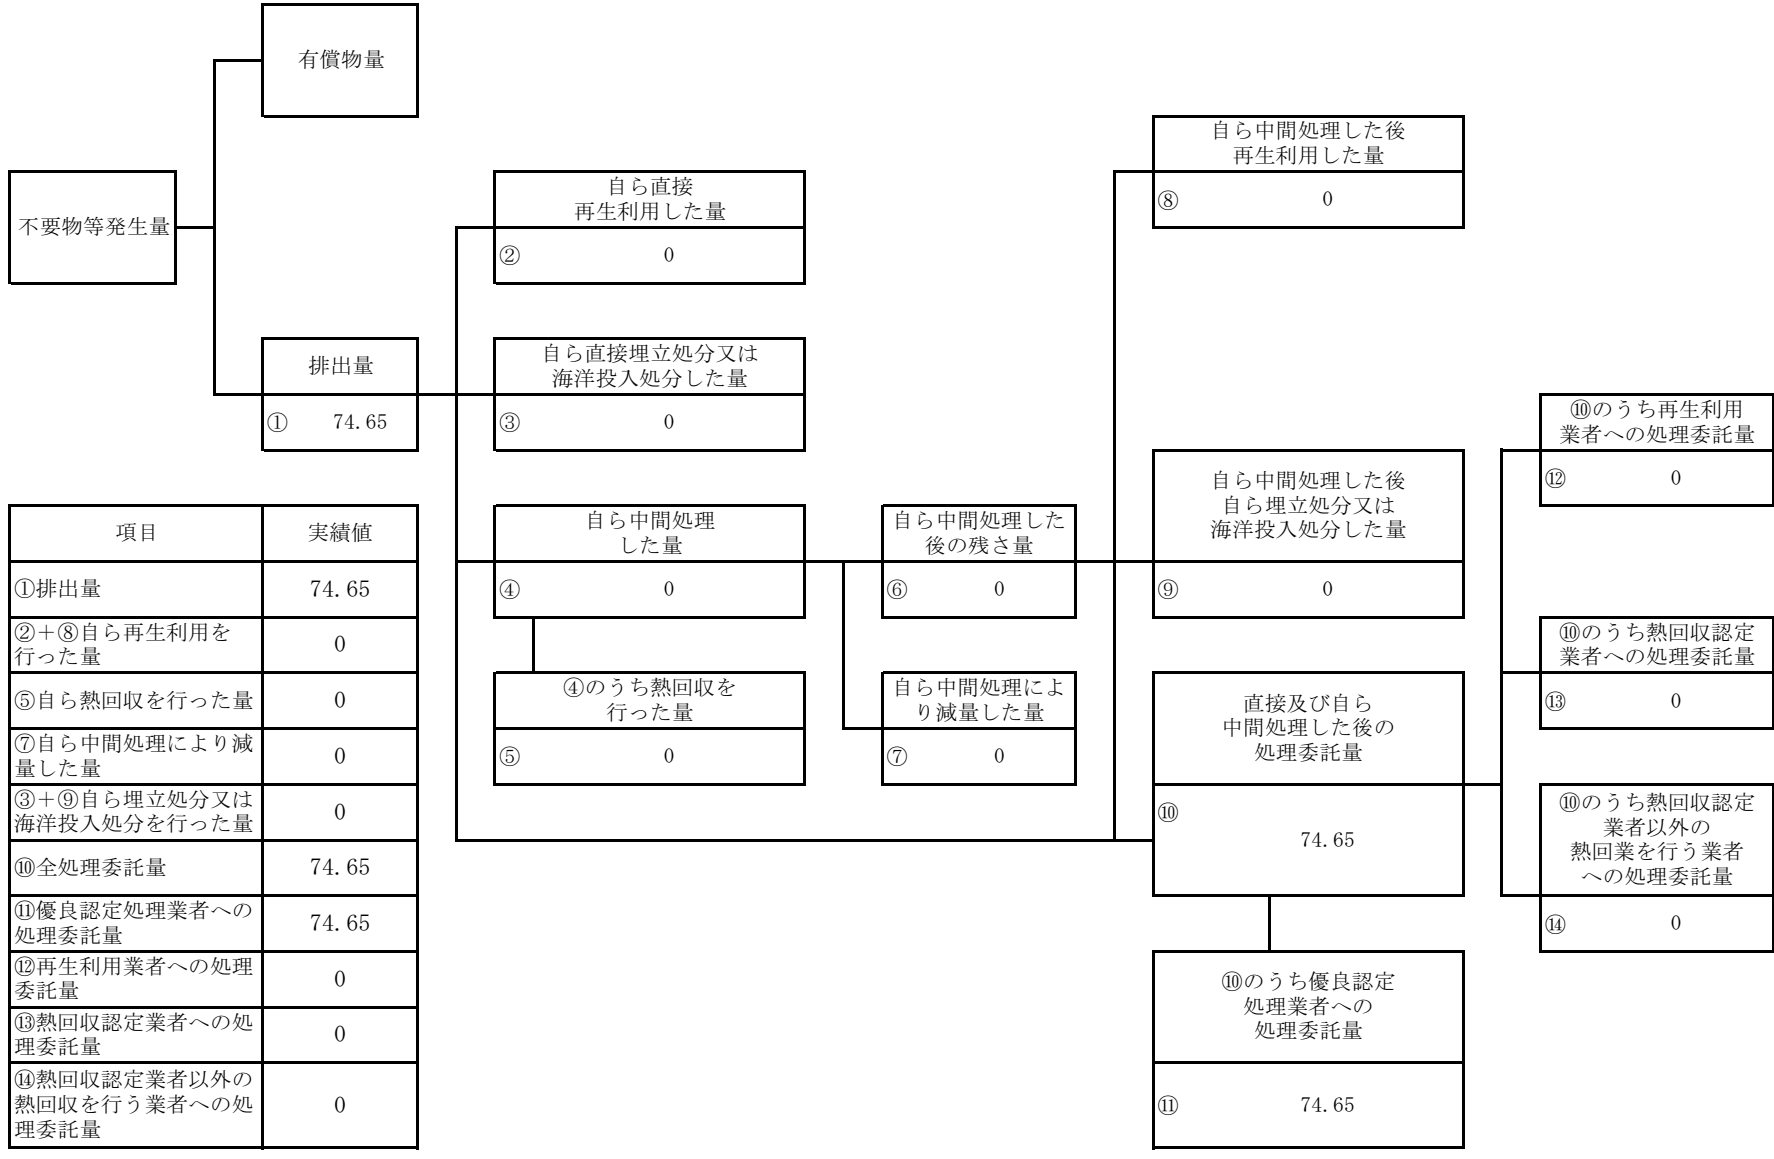 有償物量
不要物等発生量
排出量
① 74.65
自ら直接
再生利用した量
② 0
自ら直接埋立処分又は
海洋投入処分した量
③ 0
自ら中間処理
した量
④ 0
④のうち熱回収を
行った量
⑤ 0
自ら中間処理した
後の残さ量
⑥ 0
自ら中間処理によ
り減量した量
⑦ 0
自ら中間処理した後
再生利用した量
⑧ 0
自ら中間処理した後
自ら埋立処分又は
海洋投入処分した量
⑨ 0
直接及び自ら
中間処理した後の
処理委託量
⑩
74.65
⑩のうち優良認定
処理業者への
処理委託量
⑪ 74.65
⑩のうち再生利用
業者への処理委託量
⑫ 0
⑩のうち熱回収認定
業者への処理委託量
⑬ 0
⑩のうち熱回収認定
業者以外の
熱回業を行う業者
への処理委託量
⑭ 0
項目 実績値
①排出量 74.65
②＋⑧自ら再生利用を
行った量 0
⑤自ら熱回収を行った量 0
⑦自ら中間処理により減
量した量 0
③＋⑨自ら埋立処分又は
海洋投入処分を行った量 0
⑩全処理委託量 74.65
⑪優良認定処理業者への
処理委託量 74.65
⑫再生利用業者への処理
委託量 0
⑬熱回収認定業者への処
理委託量 0
⑭熱回収認定業者以外の
熱回収を行う業者への処 0
理委託量